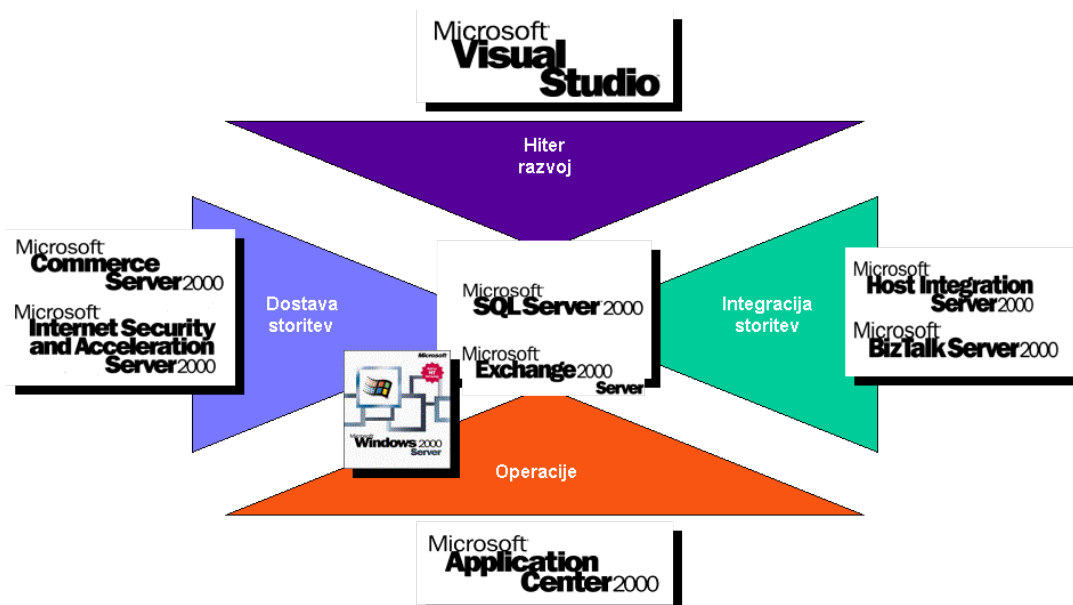 Microsoft
Visual
Studio
Hiter
razvoj
Microsoft
Commerce
Server 2000
Microsoft
Internet Security
and Acceleration
Server 2000
Dostava
storitev
Microsoft
SQL Server 2000
Microsoft
Exchange 2000
Server
Integracija
storitev
Microsoft
Host Integration
Server 2000
Microsoft
BizTalk Server 2000
Microsoft
Microsoft
Windows 2000
Server
Operacije
Microsoft
Application
Center 2000